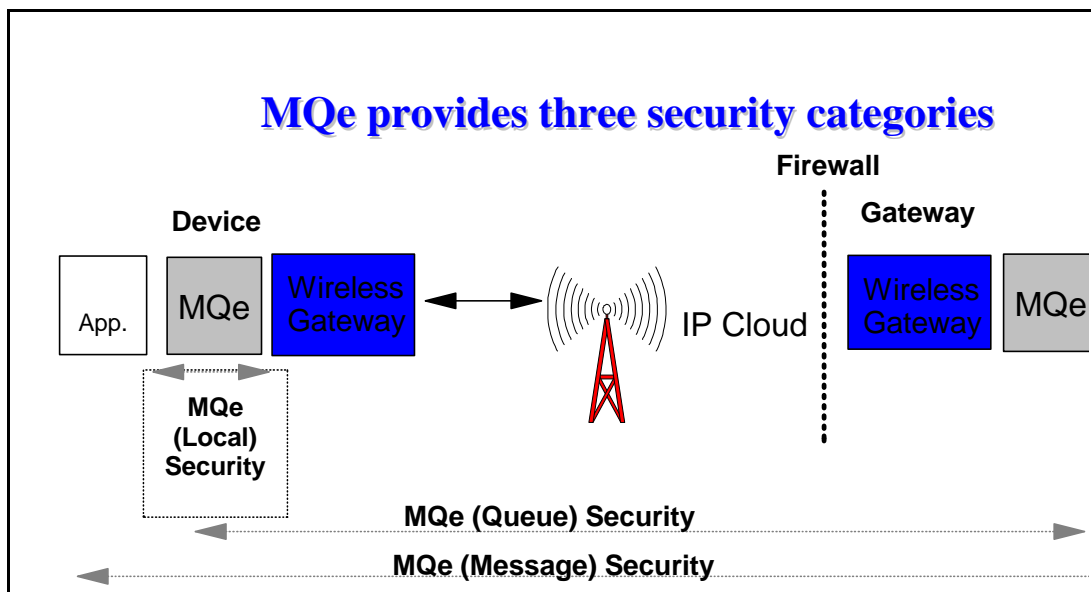 MQe provides three security categories
Firewall
Device
Gateway
App.
MQe
Wireless
Gateway
IP Cloud
Wireless
Gateway
MQe
MQe
(Local)
Security
MQe (Queue) Security
MQe (Message) Security